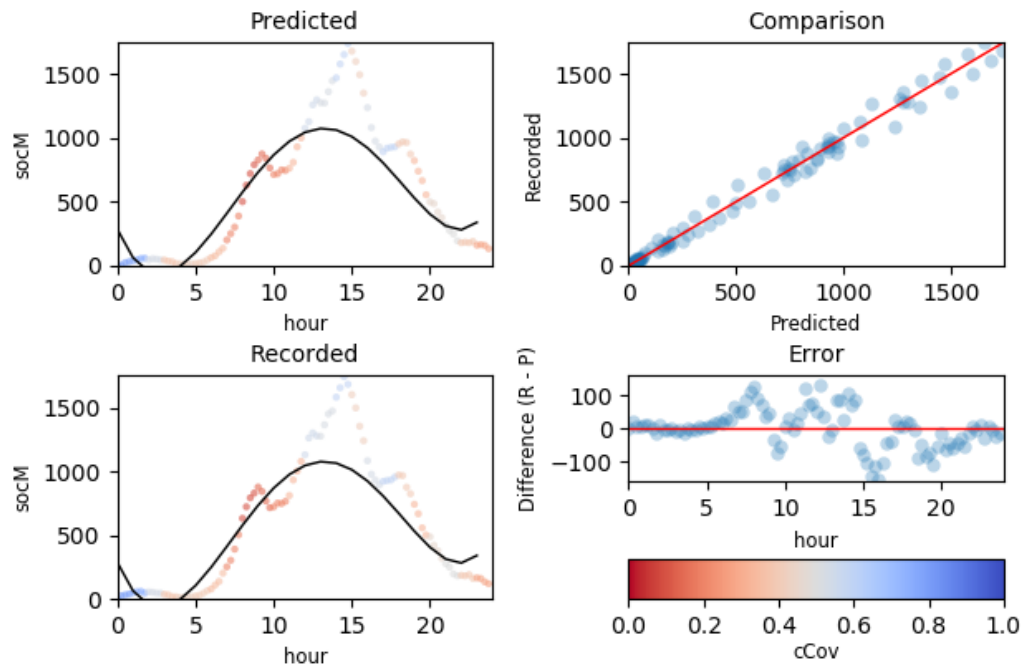 Predicted
socM
1500
1000
500
0
0 5 10 15 20
hour
Comparison
Recorded
1500
1000
500
0
0 500 1000 1500
Predicted
Recorded
socM
1500
1000
500
0
0 5 10 15 20
hour
Error
Difference (R - P)
100
0
−100
0 5 10 15 20
hour
0.0 0.2 0.4 0.6 0.8 1.0
cCov